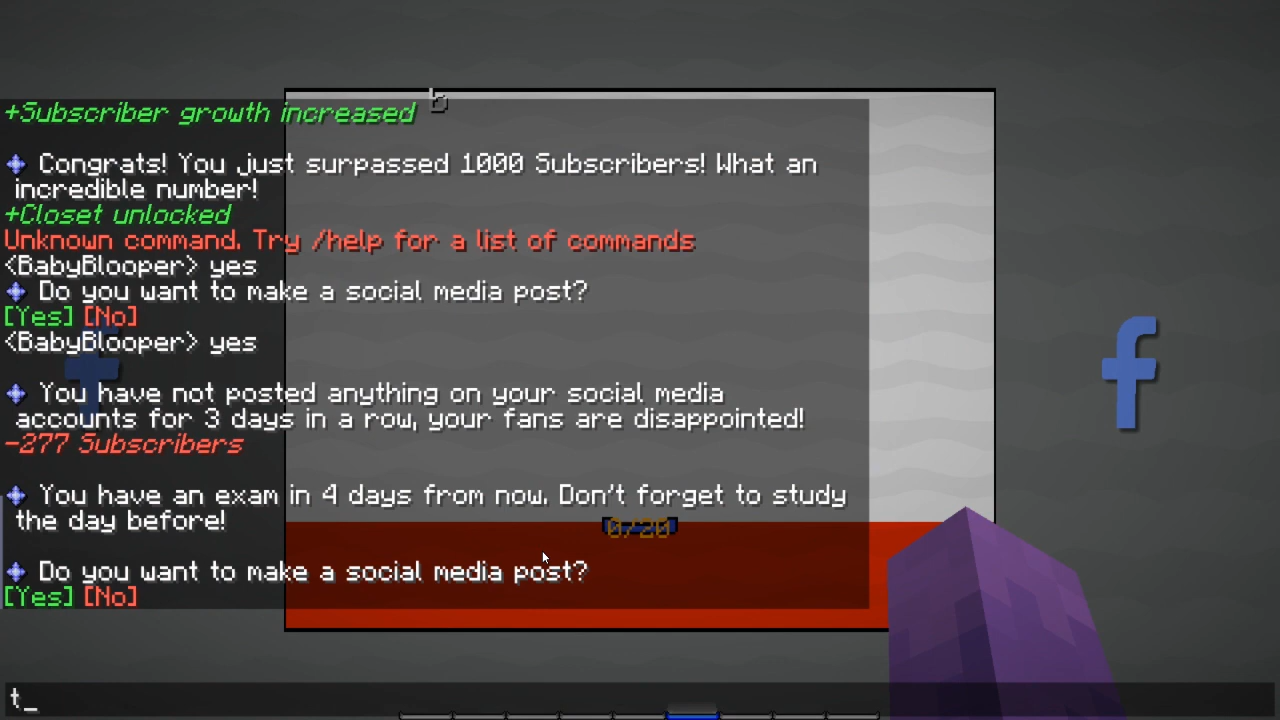 +Subscriber growth increased
Congrats! You just surpassed 1000 Subscribers! What an
incredible number!
+Closet unlocked
Unknown command. Try /help for a list of commands
<BabyBlooper> yes
Do you want to make a social media post?
[Yes] [No]
<BabyBlooper> yes
You have not posted anything on your social media
accounts for 3 days in a row, your fans are disappointed!
-277 Subscribers
You have an exam in 4 days from now. Don't forget to study
the day before!
0/20
Do you want to make a social media post?
[Yes] [No]
t_